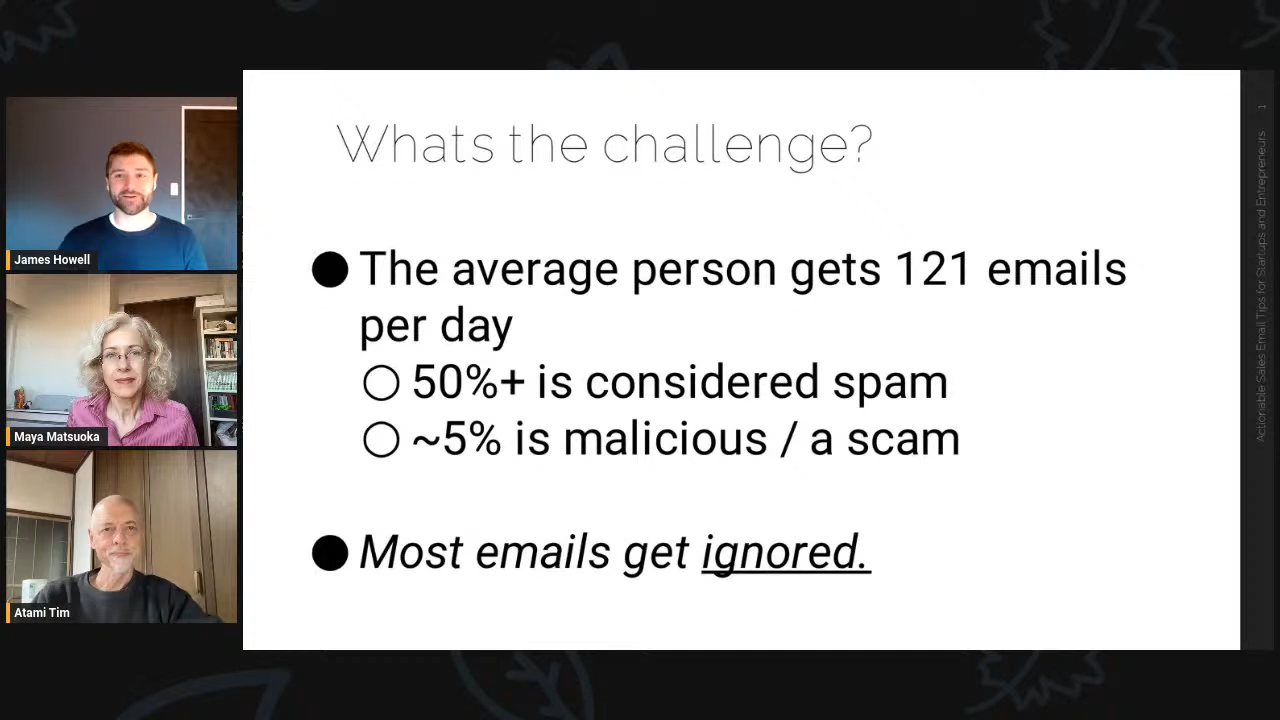 James Howell
Maya Matsuoka
Atami Tim
Whats the challenge?
● The average person gets 121 emails
per day
○ 50%+ is considered spam
○ ~5% is malicious / a scam
● Most emails get ignored.
Actionable Sales Email Tips for Startups and Entrepreneurs 1